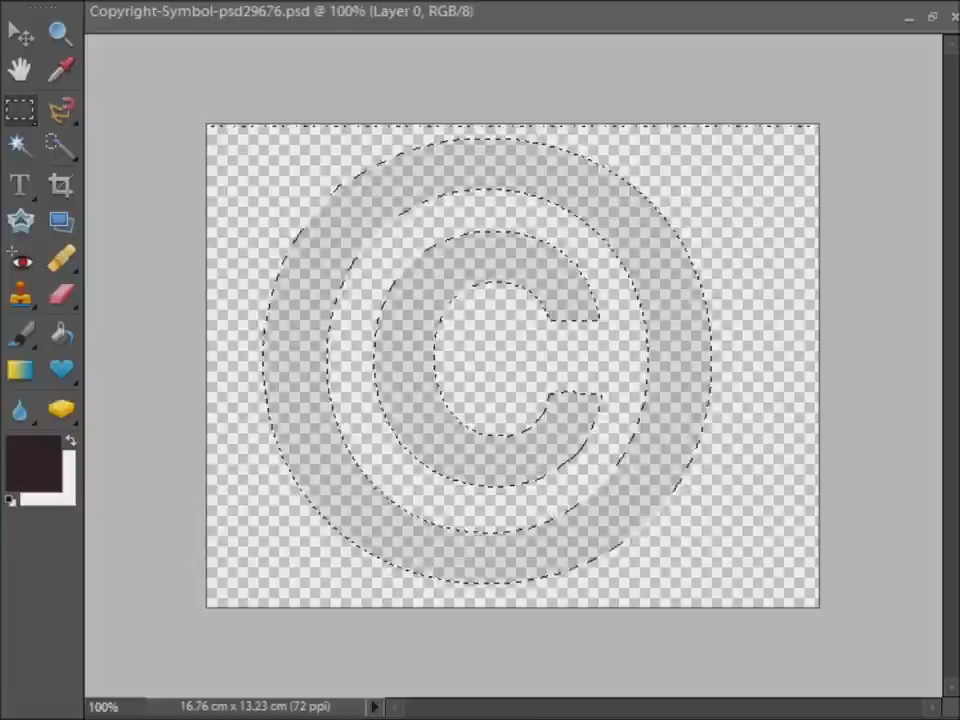 Copyright-Symbol-psd29676.psd @ 100% (Layer 0, RGB/8)
T
C
100%
16.76 cm x 13.23 cm (72 ppi)